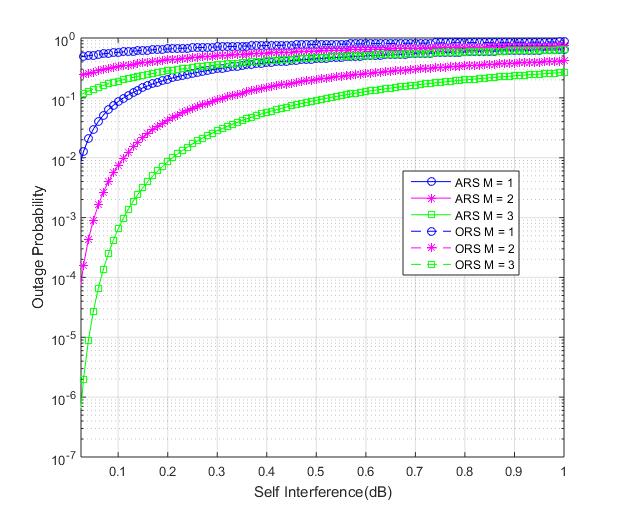 10^0
10^-1
10^-2
10^-3
10^-4
10^-5
10^-6
10^-7
Outage Probability
ARS M = 1
ARS M = 2
ARS M = 3
ORS M = 1
ORS M = 2
ORS M = 3
0.1 0.2 0.3 0.4 0.5 0.6 0.7 0.8 0.9 1
Self Interference(dB)